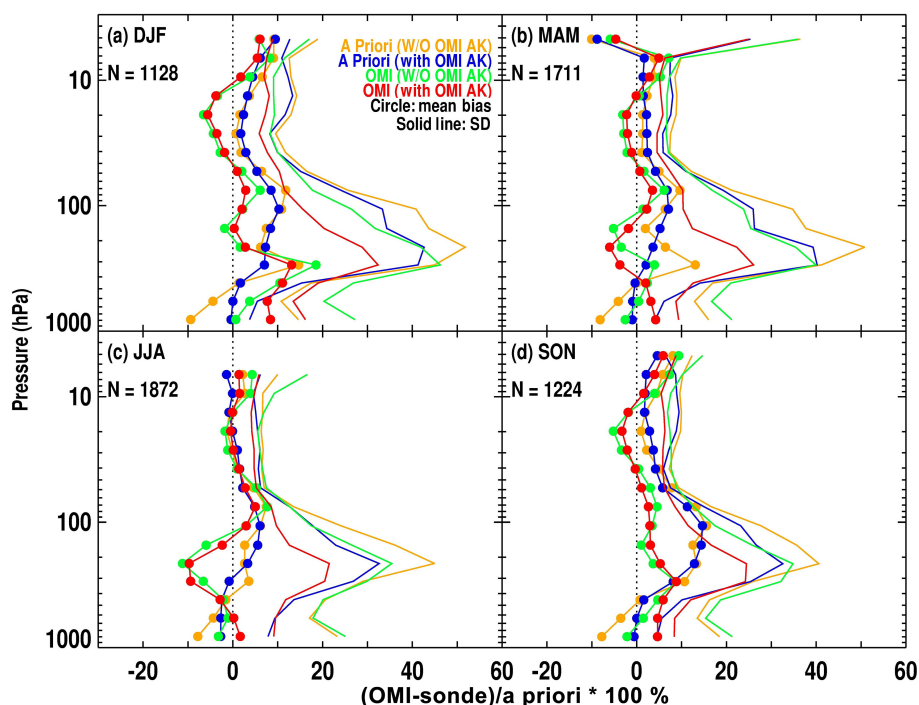 (a) DJF
N = 1128
A Priori (W/O OMI AK)
A Priori (with OMI AK)
OMI (W/O OMI AK)
OMI (with OMI AK)
Circle: mean bias
Solid line: SD
(b) MAM
N = 1711
10
100
1000
(c) JJA
N = 1872
(d) SON
N = 1224
10
100
1000
Pressure (hPa)
-20 0 20 40 -20 0 20 40 60
(OMI-sonde)/a priori * 100 %